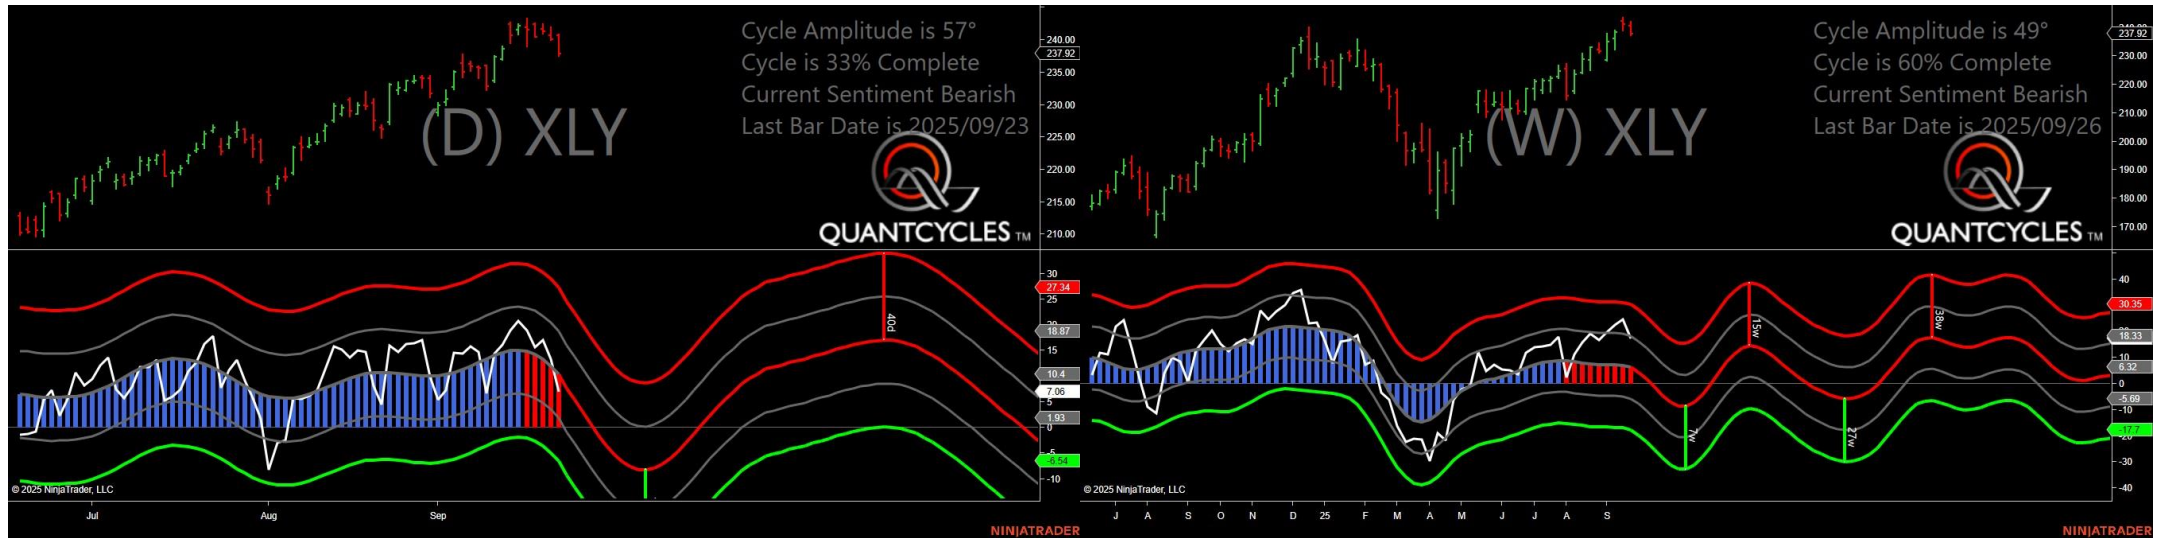 Cycle Amplitude is 57°
Cycle is 33% Complete
Current Sentiment Bearish
Last Bar Date is 2025/09/23
(D) XLY
QUANTCYCLES TM
240.00
237.92
235.00
230.00
225.00
220.00
215.00
210.00
30
27.34
25
18.87
15
10.4
7.06
5
1.93
0
-5
-6.54
-10
40d
© 2025 NinjaTrader, LLC
Jul
Aug
Sep
NINJATRADER
Cycle Amplitude is 49°
Cycle is 60% Complete
Current Sentiment Bearish
Last Bar Date is 2025/09/26
(W) XLY
QUANTCYCLES TM
237.92
230.00
220.00
210.00
200.00
190.00
180.00
170.00
40
30.35
18.33
10
6.32
0
-5.69
-10
-17.7
-30
-40
7w
15w
27w
38w
© 2025 NinjaTrader, LLC
J A S O N D 25 F M A M J J A S
NINJATRADER